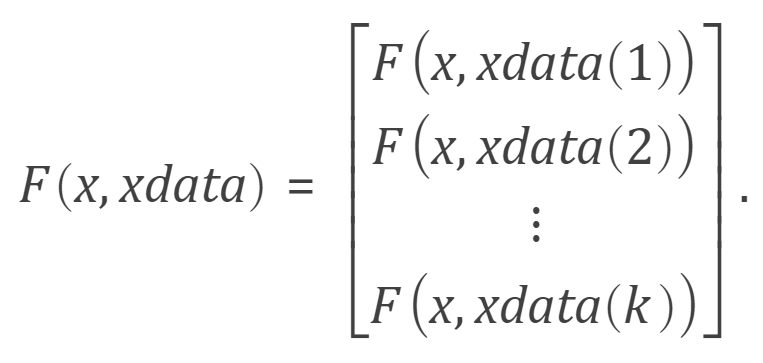 F(x, xdata(1))
F(x, xdata(2))
F(x, xdata) = ⋮ .
F(x, xdata(k))